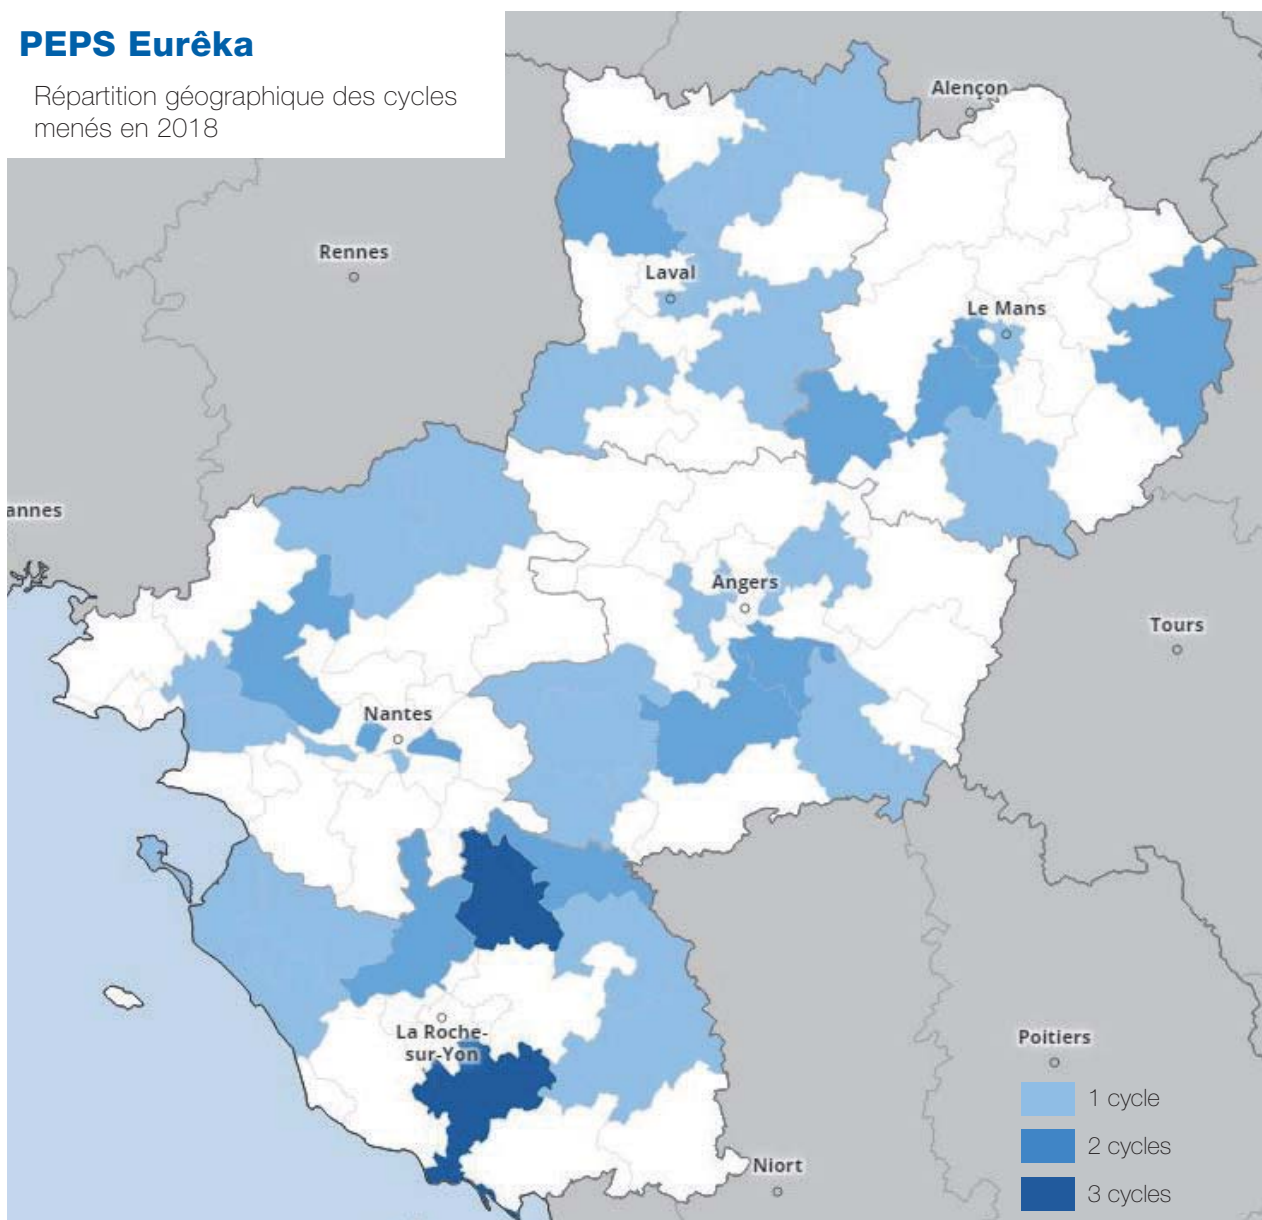 PEPS Eurêka
Répartition géographique des cycles
menés en 2018
Alençon
Rennes
Laval
Le Mans
annes
Angers
Tours
Nantes
La Roche-
sur-Yon
Poitiers
1 cycle
2 cycles
Niort
3 cycles